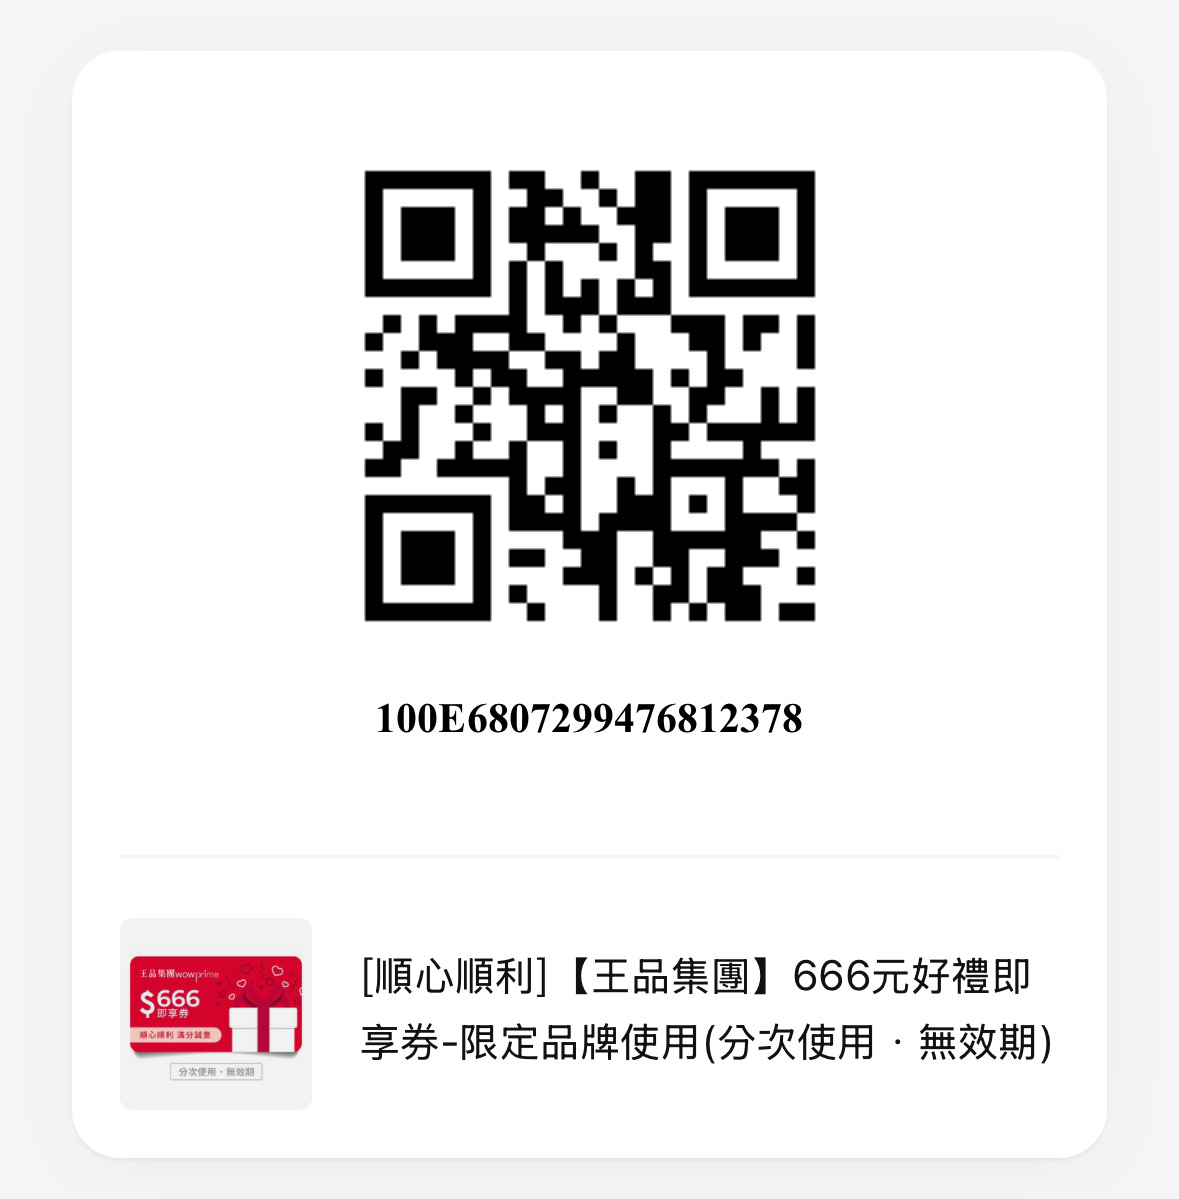 100E6807299476812378
王品集團wowprime
$666
即享券
順心順利 滿分誠意
分次使用・無效期
[順心順利]【王品集團】666元好禮即
享券-限定品牌使用(分次使用・無效期)